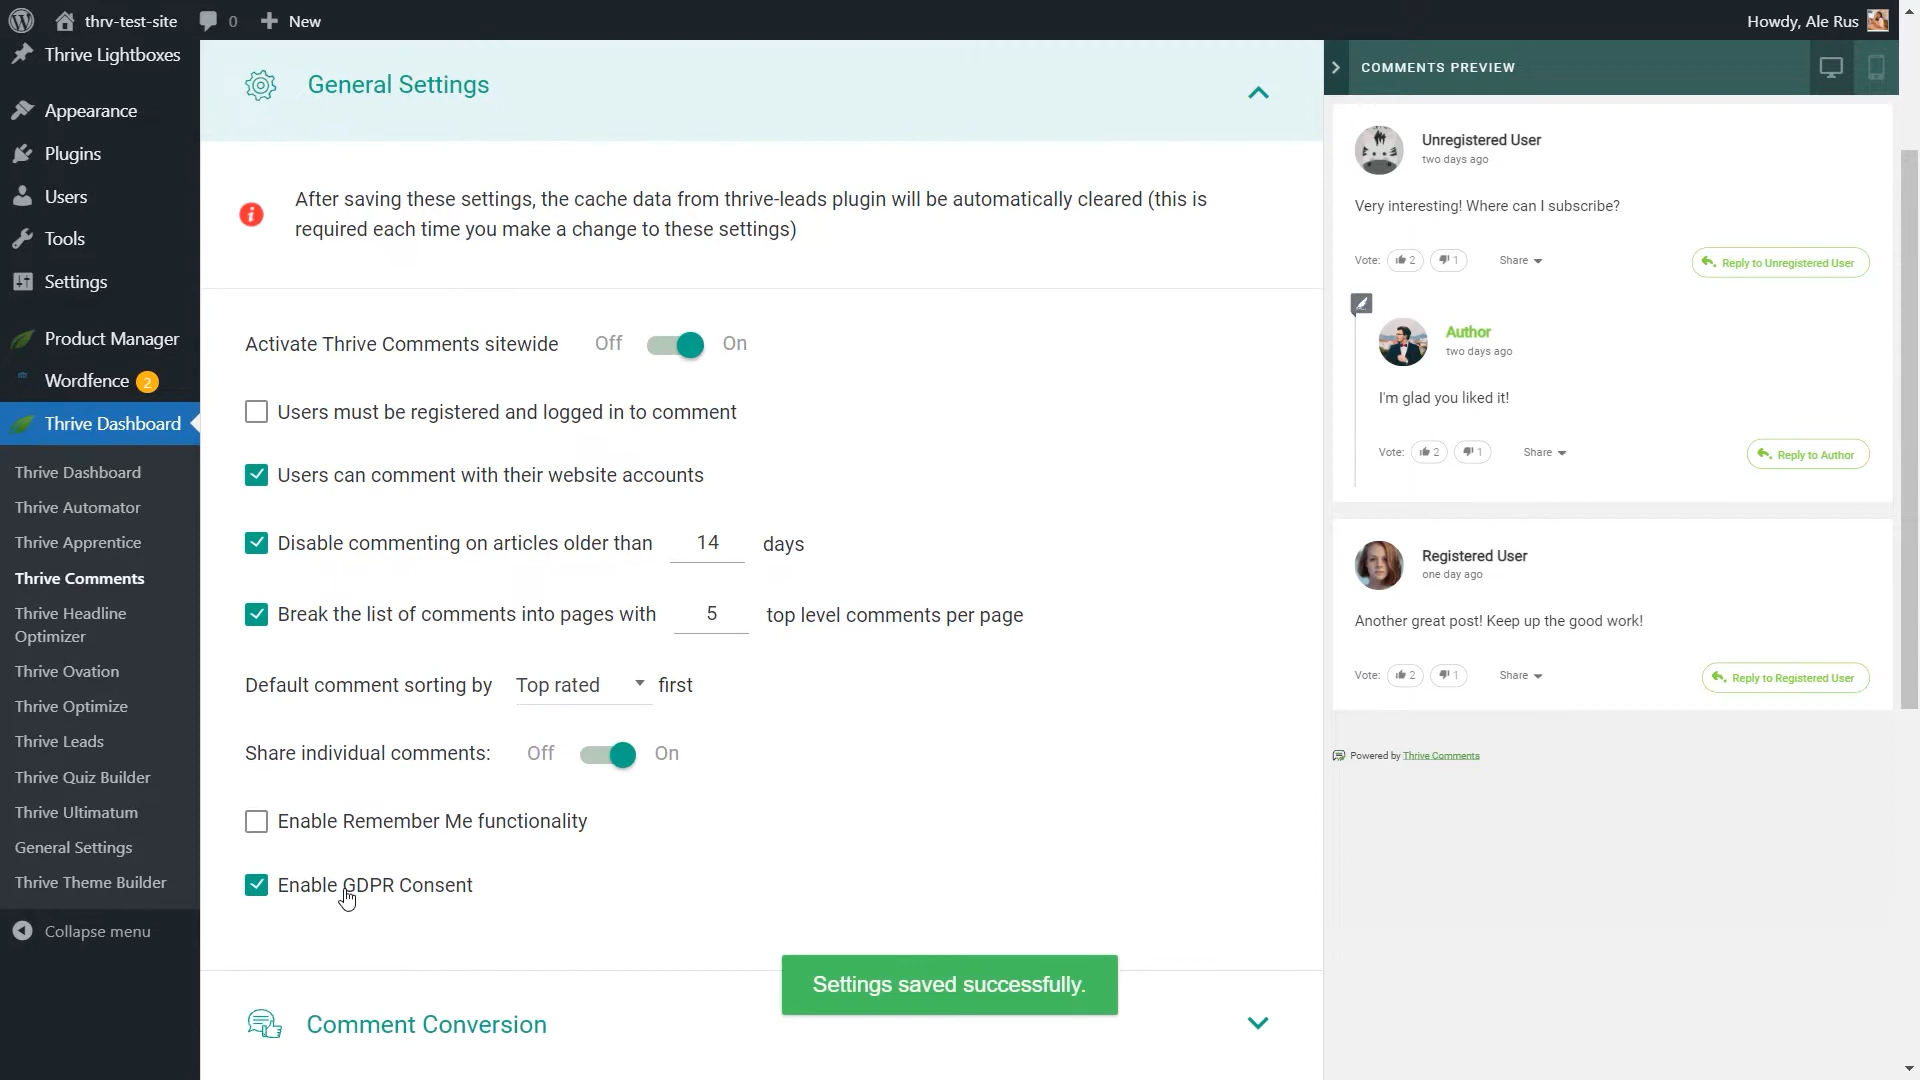 thrv-test-site
0
New
Howdy, Ale Rus
Thrive Lightboxes
Appearance
Plugins
Users
Tools
Settings
Product Manager
Wordfence 2
Thrive Dashboard
Thrive Dashboard
Thrive Automator
Thrive Apprentice
Thrive Comments
Thrive Headline
Optimizer
Thrive Ovation
Thrive Optimize
Thrive Leads
Thrive Quiz Builder
Thrive Ultimatum
General Settings
Thrive Theme Builder
Collapse menu
General Settings
After saving these settings, the cache data from thrive-leads plugin will be automatically cleared (this is
required each time you make a change to these settings)
Activate Thrive Comments sitewide Off On
Users must be registered and logged in to comment
Users can comment with their website accounts
Disable commenting on articles older than 14 days
Break the list of comments into pages with 5 top level comments per page
Default comment sorting by Top rated first
Share individual comments: Off On
Enable Remember Me functionality
Enable GDPR Consent
Settings saved successfully.
Comment Conversion
COMMENTS PREVIEW
Unregistered User
two days ago
Very interesting! Where can I subscribe?
Vote: 2 1 Share Reply to Unregistered User
Author
two days ago
I'm glad you liked it!
Vote: 2 1 Share Reply to Author
Registered User
one day ago
Another great post! Keep up the good work!
Vote: 2 1 Share Reply to Registered User
Powered by Thrive Comments